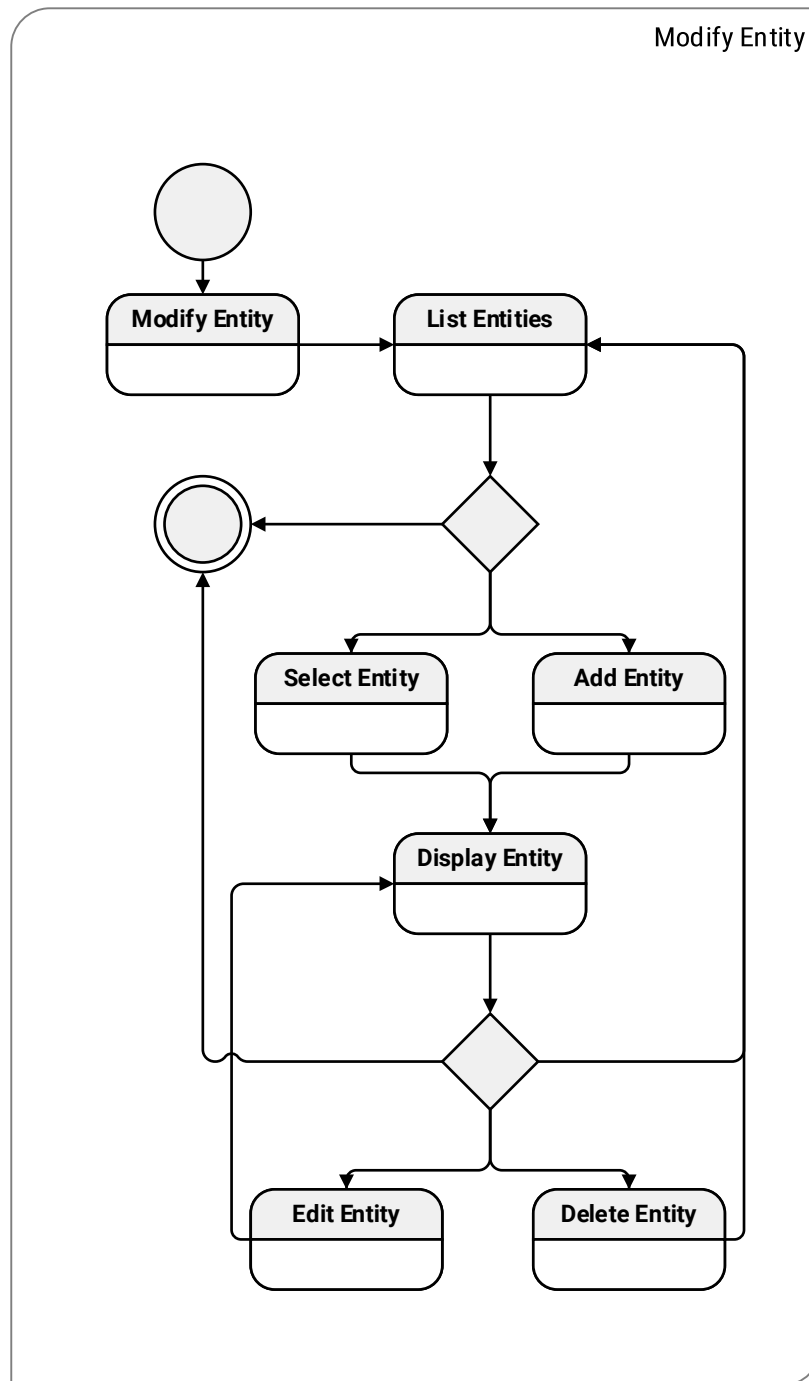 Modify Entity
Modify Entity
List Entities
Select Entity
Add Entity
Display Entity
Edit Entity
Delete Entity